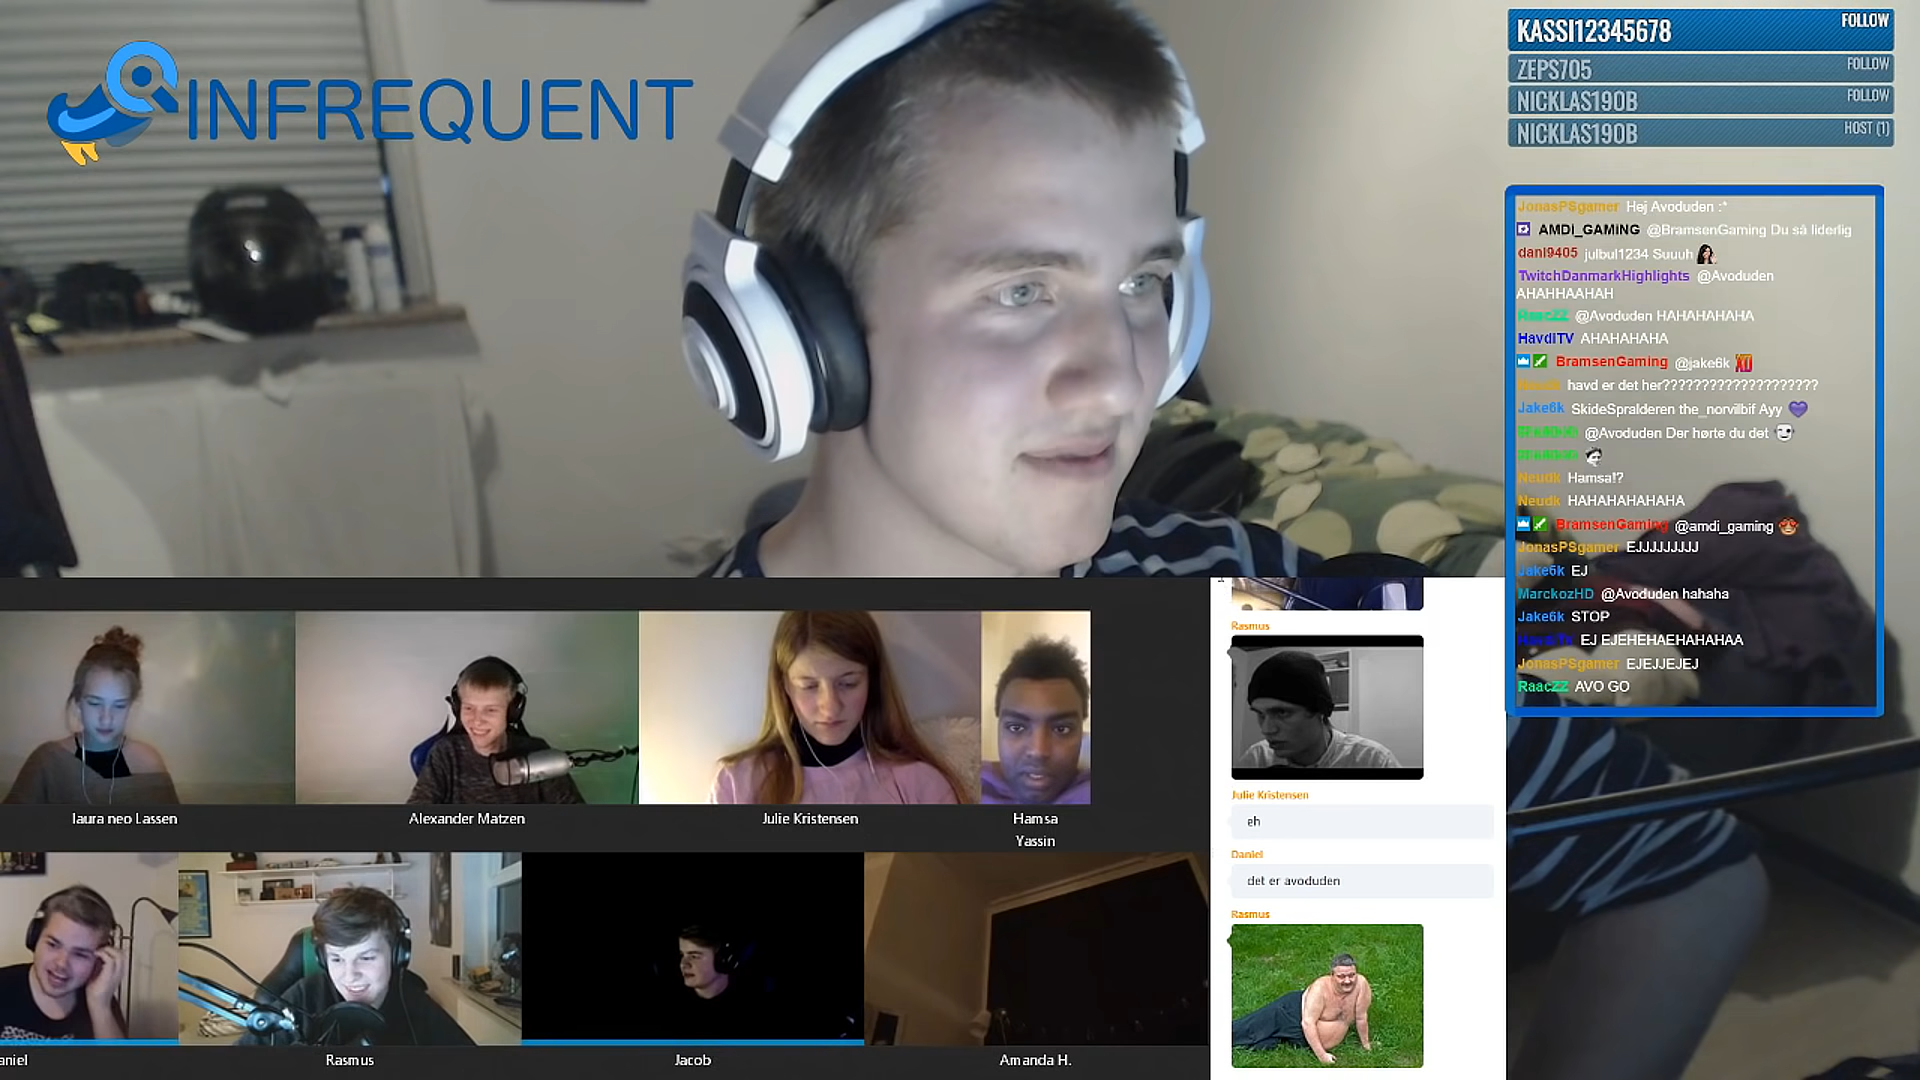 INFREQUENT
KASSI12345678 FOLLOW
ZEPS705 FOLLOW
NICKLAS190B FOLLOW
NICKLAS190B HOST (1)
JonasPSgamer Hej Avoduden :*
AMDI_GAMING @BramsenGaming Du så liderlig
dani9405 julbul1234 Suuuh
TwitchDanmarkHighlights @Avoduden
AHAHHAAHAH
RaacZZ @Avoduden HAHAHAHAHA
HavdITV AHAHAHAHA
BramsenGaming @jake6k
Neudk havd er det her????????????????????
Jake6k SkideSpralderen the_norvilbif Ayy
@Avoduden Der hørte du det
Neudk Hamsa!?
Neudk HAHAHAHAHAHA
BramsenGaming @amdi_gaming
JonasPSgamer EJJJJJJJJJ
Jake6k EJ
MarckozHD @Avoduden hahaha
Jake6k STOP
HavdITV EJ EJEHEHAEHAHAHAA
JonasPSgamer EJEJJEJEJ
RaacZZ AVO GO
Rasmus
Julie Kristensen
eh
Daniel
det er avoduden
Rasmus
laura neo Lassen
Alexander Matzen
Julie Kristensen
Hamsa
Yassin
aniel
Rasmus
Jacob
Amanda H.